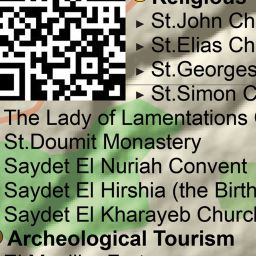 Religious
▸ St.John Ch
▸ St.Elias Ch
▸ St.Georges
▸ St.Simon C
The Lady of Lamentations
St.Doumit Monastery
Saydet El Nuriah Convent
Saydet El Hirshia (the Birth
Saydet El Kharayeb Church
Archeological Tourism